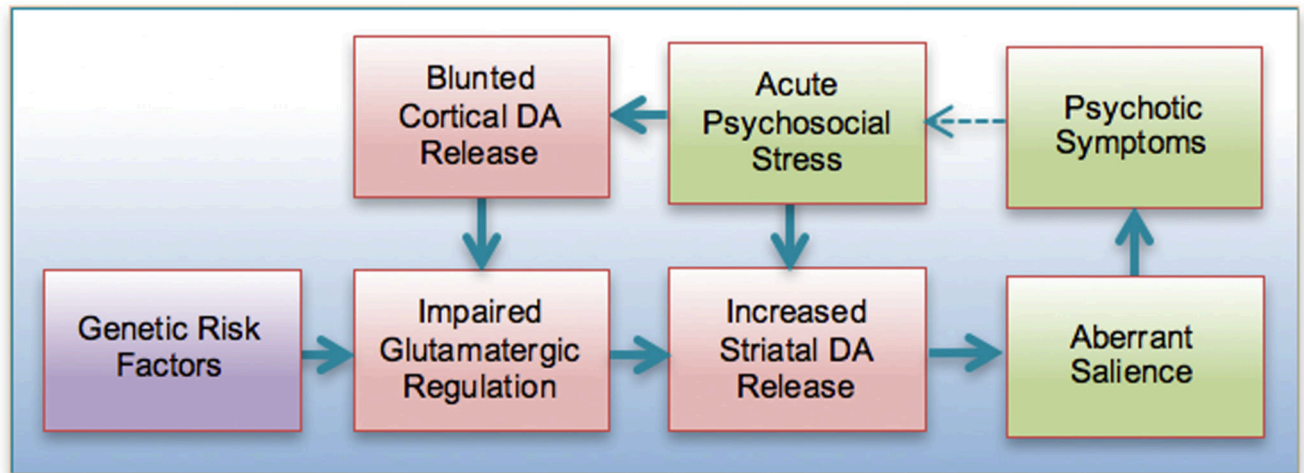 Blunted
Cortical DA
Release
Acute
Psychosocial
Stress
Psychotic
Symptoms
Genetic Risk
Factors
Impaired
Glutamatergic
Regulation
Increased
Striatal DA
Release
Aberrant
Salience